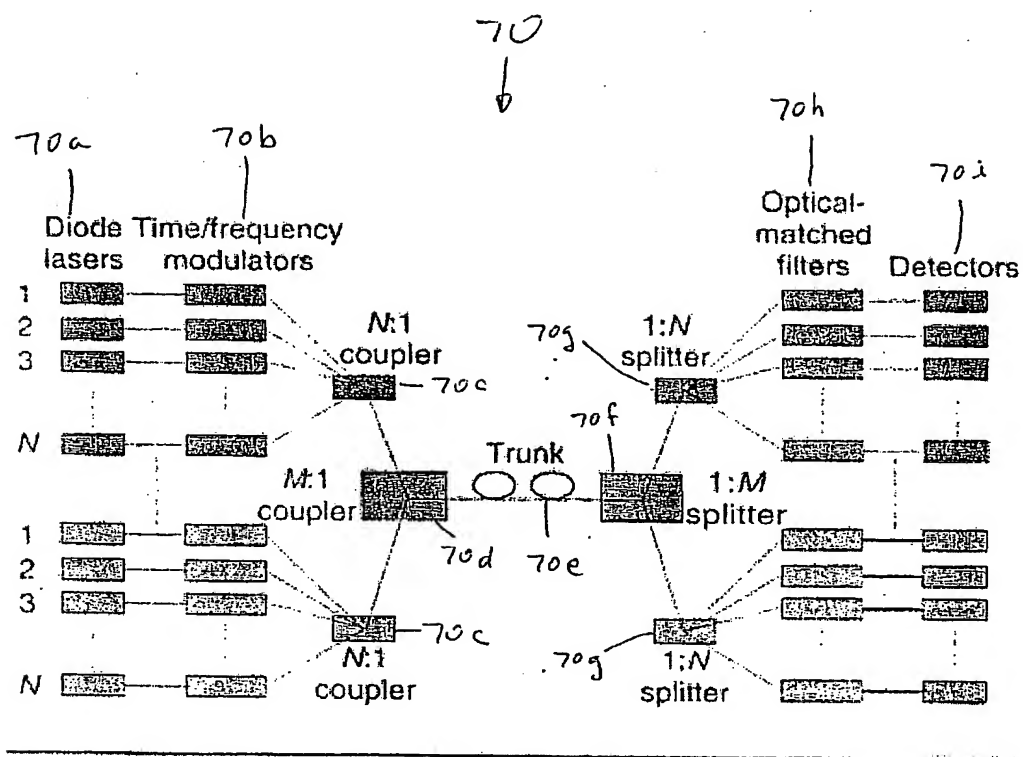 70
70a
70b
70h
70i
Diode lasers
Time/frequency modulators
Optical-matched filters
Detectors
1
2
3
N
N:1 coupler
70c
70g
1:N splitter
70f
Trunk
M:1 coupler
1:M splitter
70d
70e
1
2
3
N
70c
N:1 coupler
70g
1:N splitter